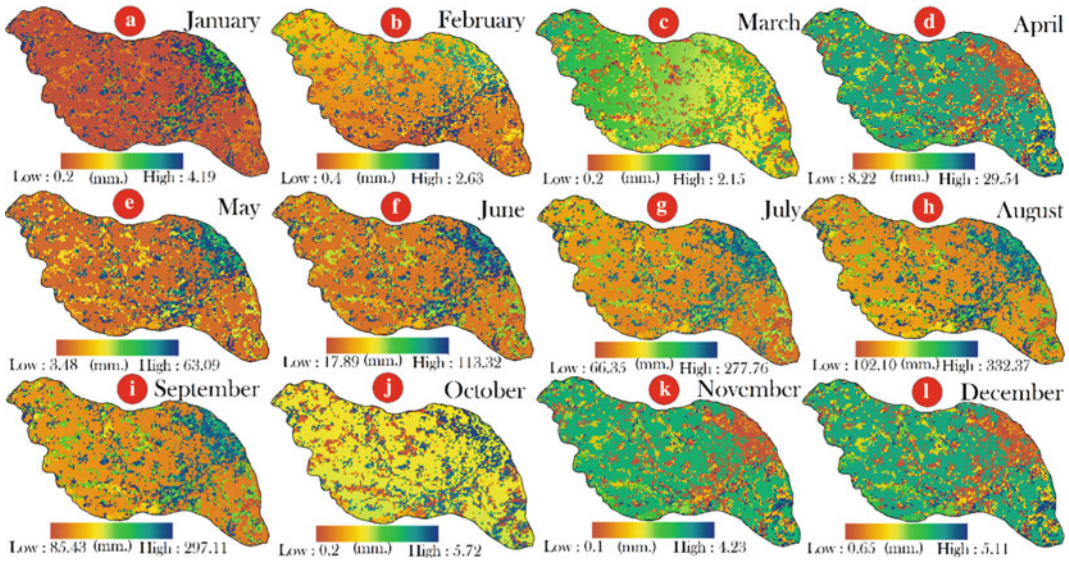 a January
b February
c March
d April
Low : 0.2 (mm.) High : 4.19
Low : 0.4 (mm.) High : 2.63
Low : 0.2 (mm.) High : 2.15
Low : 8.22 (mm.) High : 29.54
e May
f June
g July
h August
Low : 3.48 (mm.) High : 63.09
Low : 17.89 (mm.) High : 113.32
Low : 66.35 (mm.) High : 277.76
Low : 102.10 (mm.) High : 332.37
i September
j October
k November
l December
Low : 85.43 (mm.) High : 297.11
Low : 0.2 (mm.) High : 5.72
Low : 0.1 (mm.) High : 4.23
Low : 0.65 (mm.) High : 5.11